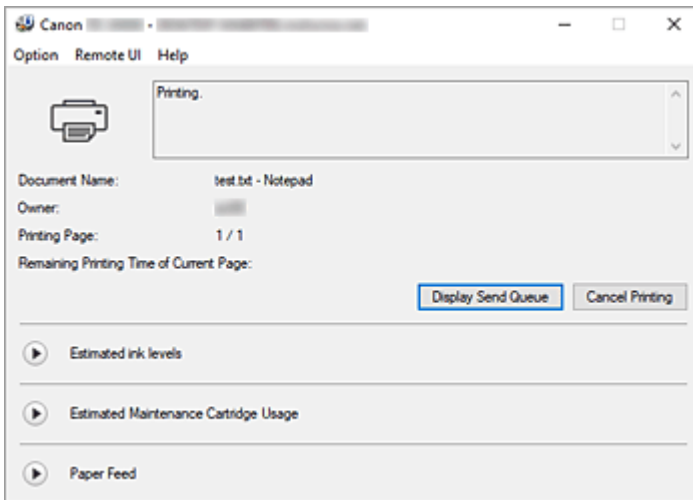 Canon -
Option Remote UI Help
Printing.
Document Name: test.txt - Notepad
Owner:
Printing Page: 1 / 1
Remaining Printing Time of Current Page:
Display Send Queue Cancel Printing
Estimated ink levels
Estimated Maintenance Cartridge Usage
Paper Feed